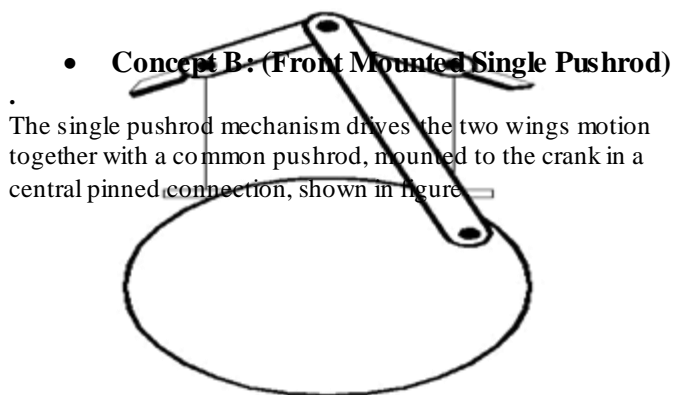 • Concept B: (Front Mounted Single Pushrod)
.
The single pushrod mechanism drives the two wings motion
together with a common pushrod, mounted to the crank in a
central pinned connection, shown in figure